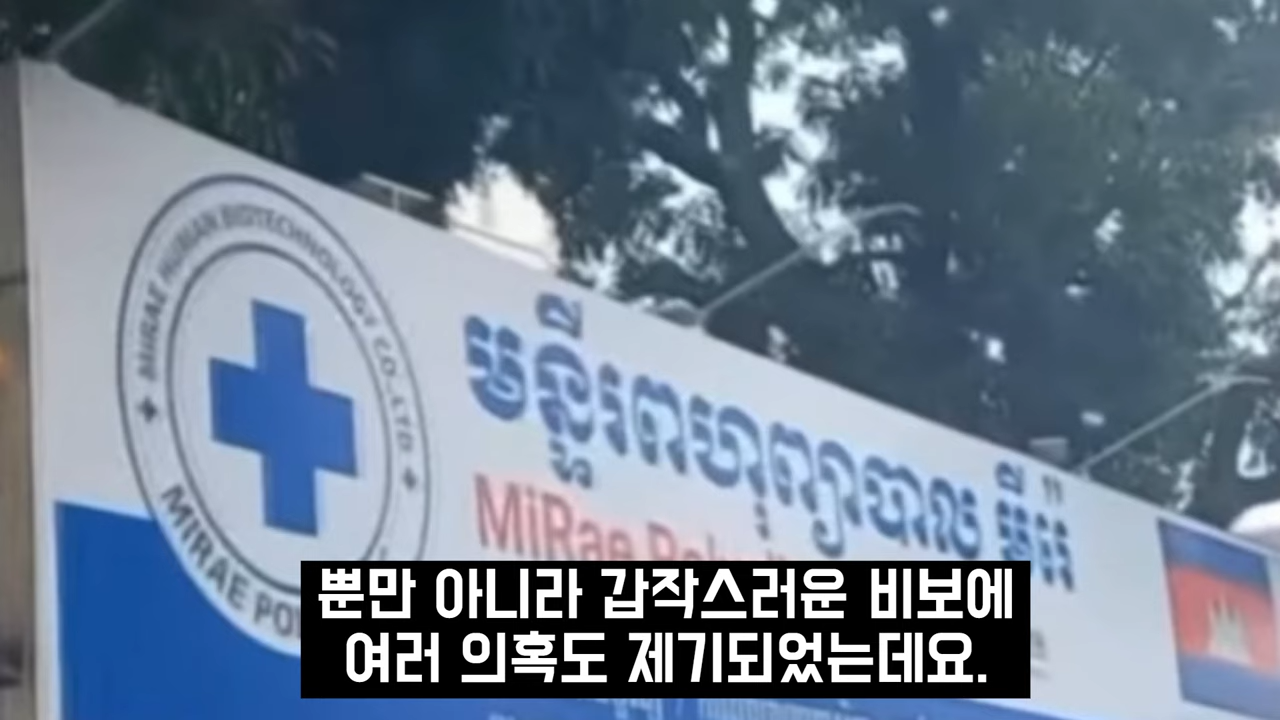 MIRAE HUMAN BIOTECHNOLOGY CO.,LTD
MIRAE
មន្ទីរពហុព្យាបាល មីរ៉េ
MiRae
뿐만 아니라 갑작스러운 비보에
여러 의혹도 제기되었는데요.